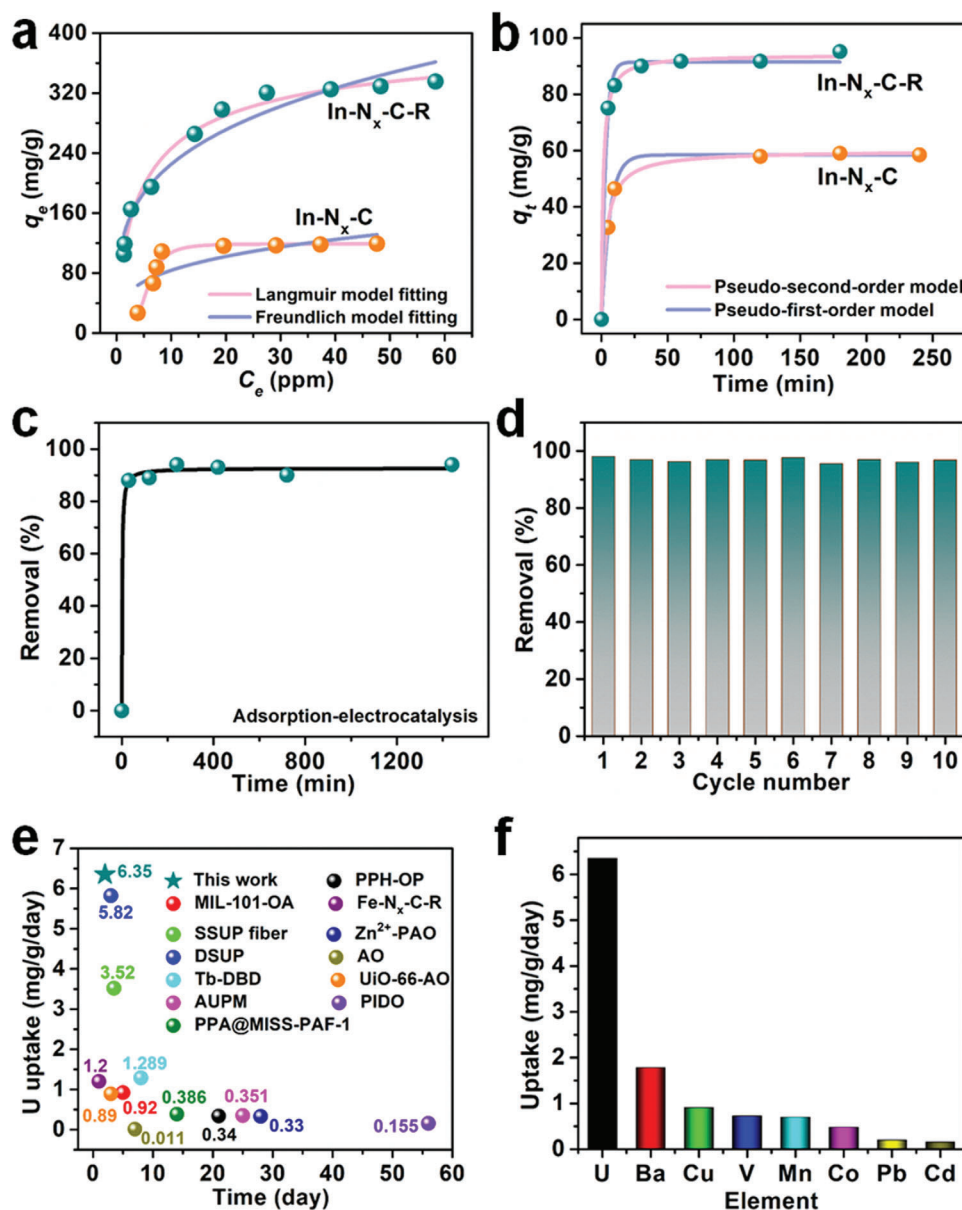 a
400
320
240
160
80
0
qe (mg/g)
In-Nx-C-R
In-Nx-C
Langmuir model fitting
Freundlich model fitting
0 10 20 30 40 50 60
Ce (ppm)
b
100
80
60
40
20
0
qt (mg/g)
In-Nx-C-R
In-Nx-C
Pseudo-second-order model
Pseudo-first-order model
0 50 100 150 200 250
Time (min)
c
100
80
60
40
20
0
Removal (%)
Adsorption-electrocatalysis
0 400 800 1200
Time (min)
d
100
80
60
40
20
0
Removal (%)
1 2 3 4 5 6 7 8 9 10
Cycle number
e
7
6
5
4
3
2
1
0
U uptake (mg/g/day)
6.35
5.82
3.52
1.2
1.289
0.89
0.92
0.011
0.386
0.34
0.351
0.33
0.155
This work
MIL-101-OA
SSUP fiber
DSUP
Tb-DBD
AUPM
PPA@MISS-PAF-1
PPH-OP
Fe-Nx-C-R
Zn2+-PAO
AO
UiO-66-AO
PIDO
0 10 20 30 40 50 60
Time (day)
f
6
5
4
3
2
1
0
Uptake (mg/g/day)
U Ba Cu V Mn Co Pb Cd
Element